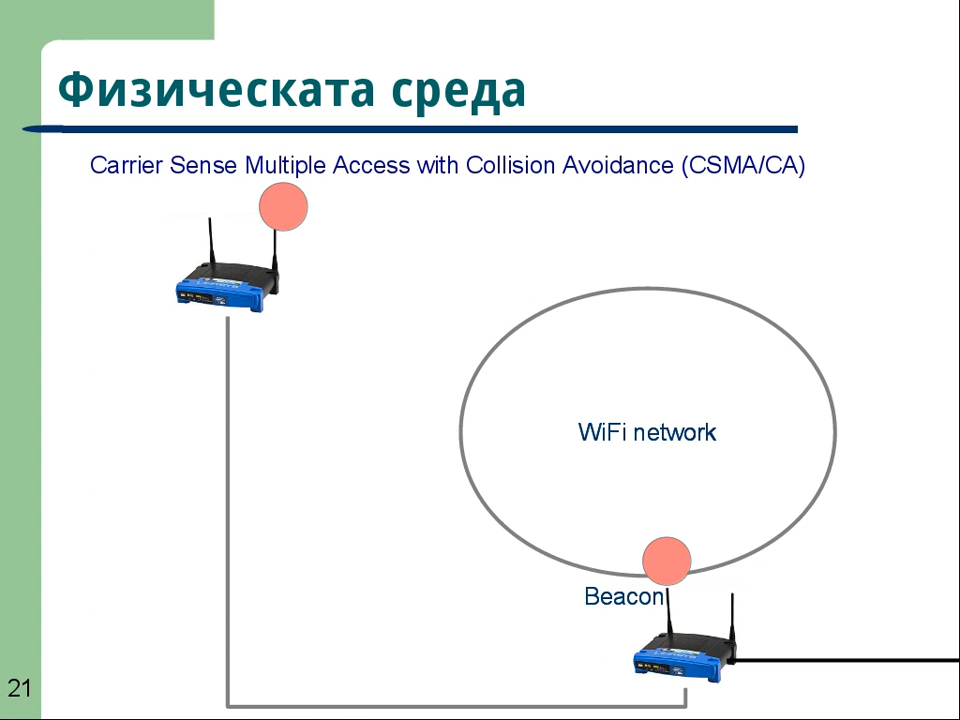 Физическата среда
Carrier Sense Multiple Access with Collision Avoidance (CSMA/CA)
WiFi network
Beacon
21